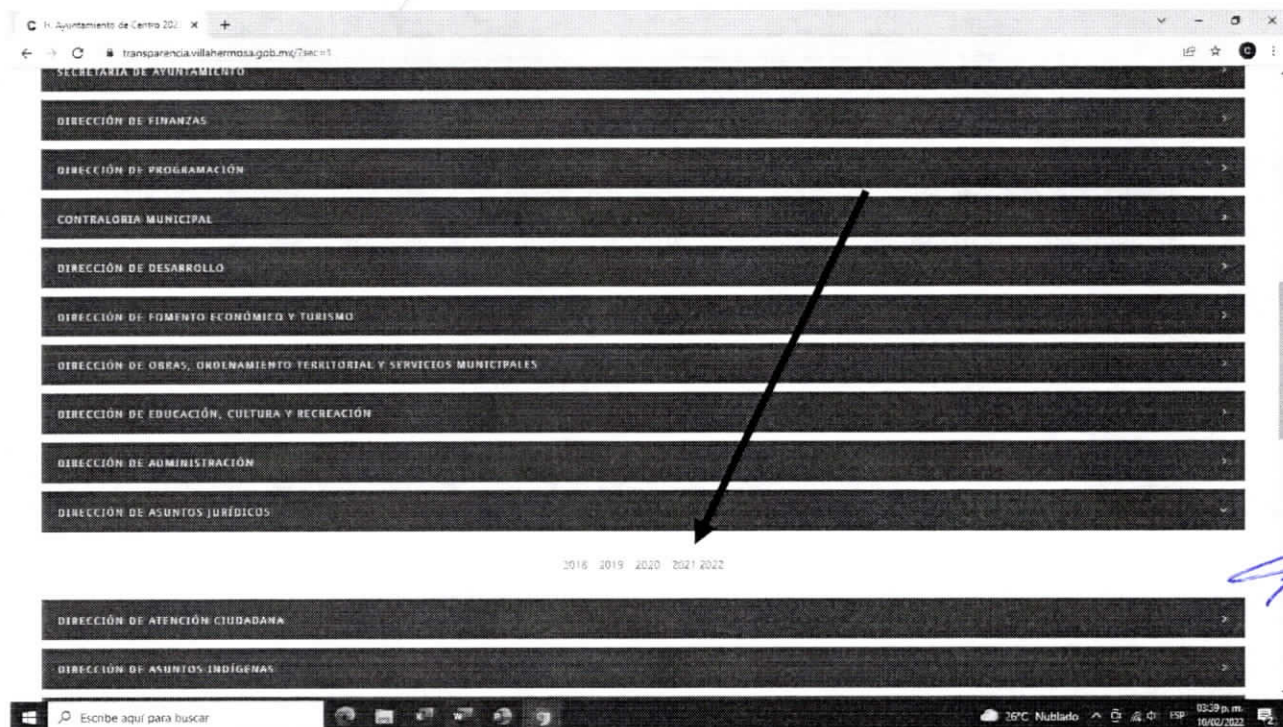 H. Ayuntamiento de Centro 202
transparencia.villahermosa.gob.mx/?sec=1
SECRETARÍA DE AYUNTAMIENTO
DIRECCIÓN DE FINANZAS
DIRECCIÓN DE PROGRAMACIÓN
CONTRALORIA MUNICIPAL
DIRECCIÓN DE DESARROLLO
DIRECCIÓN DE FOMENTO ECONÓMICO Y TURISMO
DIRECCIÓN DE OBRAS, ORDENAMIENTO TERRITORIAL Y SERVICIOS MUNICIPALES
DIRECCIÓN DE EDUCACIÓN, CULTURA Y RECREACIÓN
DIRECCIÓN DE ADMINISTRACIÓN
DIRECCIÓN DE ASUNTOS JURÍDICOS
2018 2019 2020 2021 2022
DIRECCIÓN DE ATENCIÓN CIUDADANA
DIRECCIÓN DE ASUNTOS INDÍGENAS
Escribe aquí para buscar
26°C Nublado ESP 03:39 p. m.
10/02/2022